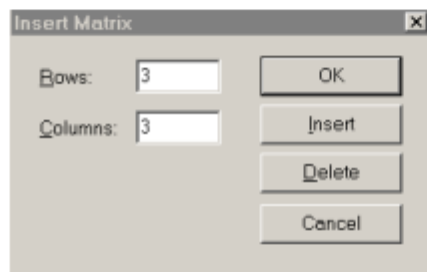 Insert Matrix
Rows: 3
OK
Columns: 3
Insert
Delete
Cancel